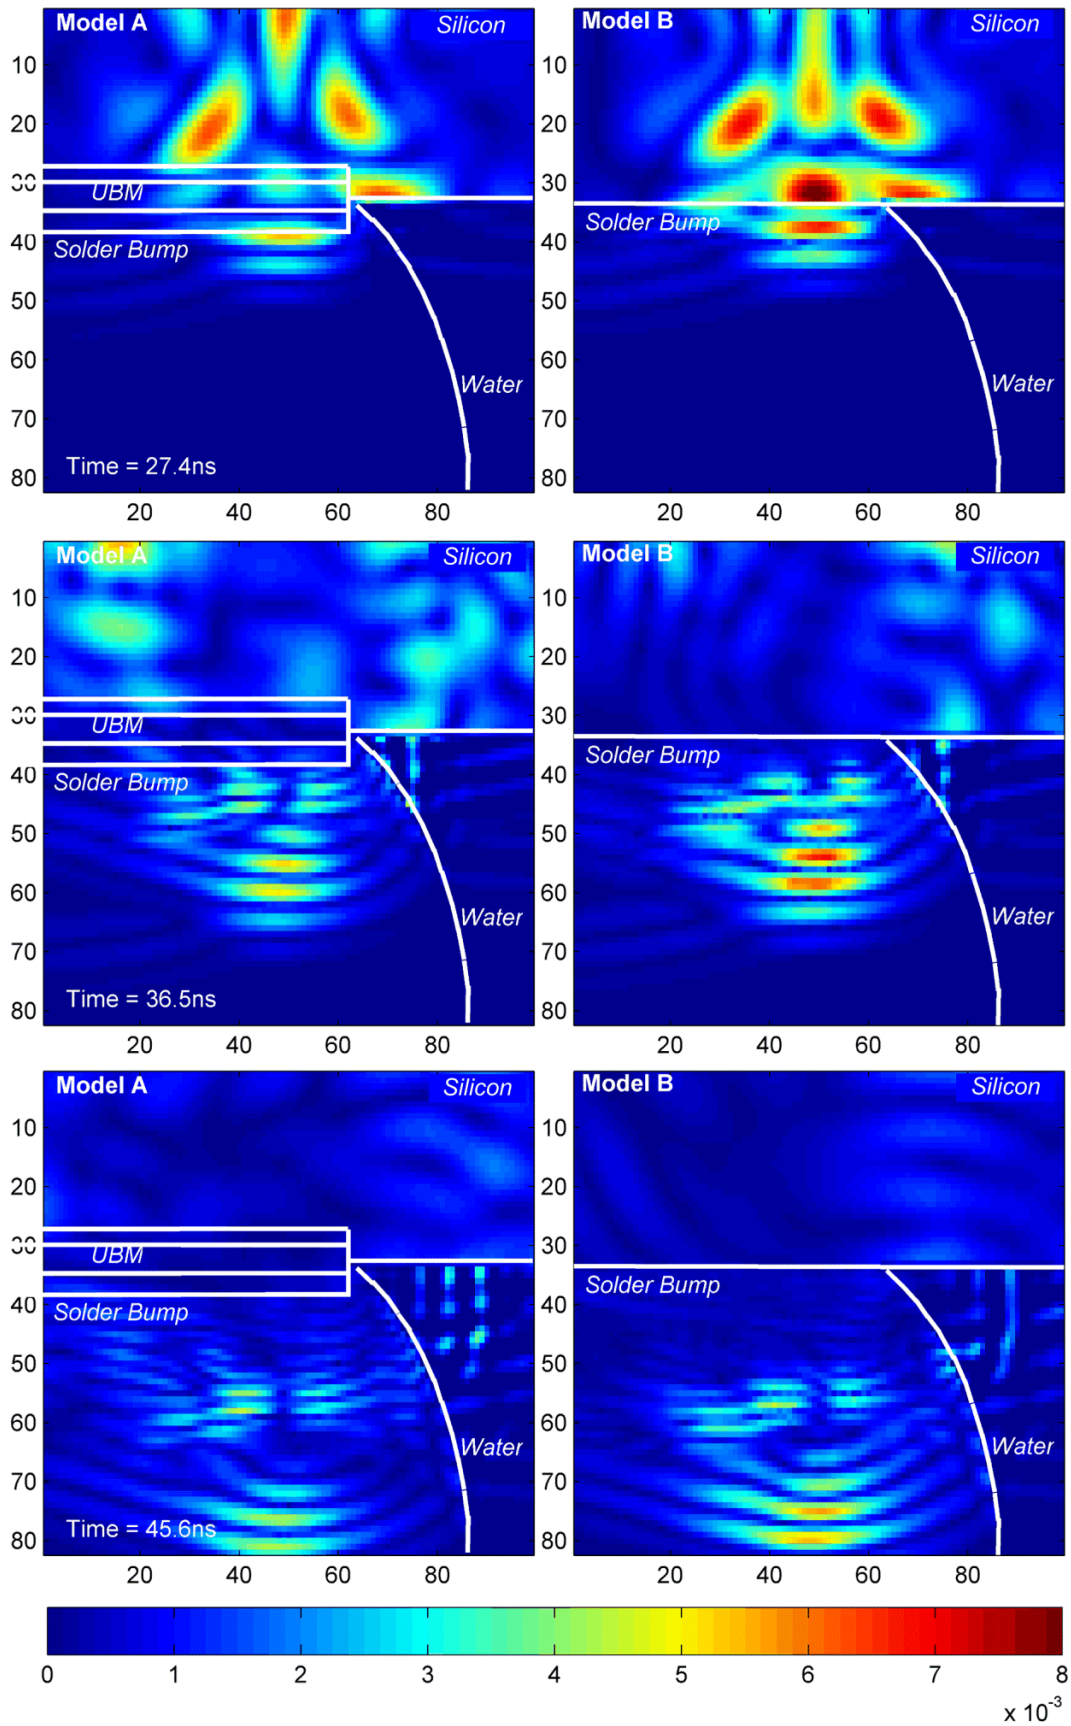 Model A Silicon Model B Silicon
10 10
20 20
30 UBM 30
Solder Bump
40 Solder Bump 40
50 50
60 60
Water Water
70 70
Time = 27.4ns
80 80
20 40 60 80 20 40 60 80
Model A Silicon Model B Silicon
10 10
20 20
30 UBM 30
Solder Bump
40 Solder Bump 40
50 50
60 60
Water Water
70 70
Time = 36.5ns
80 80
20 40 60 80 20 40 60 80
Model A Silicon Model B Silicon
10 10
20 20
30 UBM 30
Solder Bump
40 Solder Bump 40
50 50
60 60
Water Water
70 70
Time = 45.6ns
80 80
20 40 60 80 20 40 60 80
0 1 2 3 4 5 6 7 8
x 10⁻³